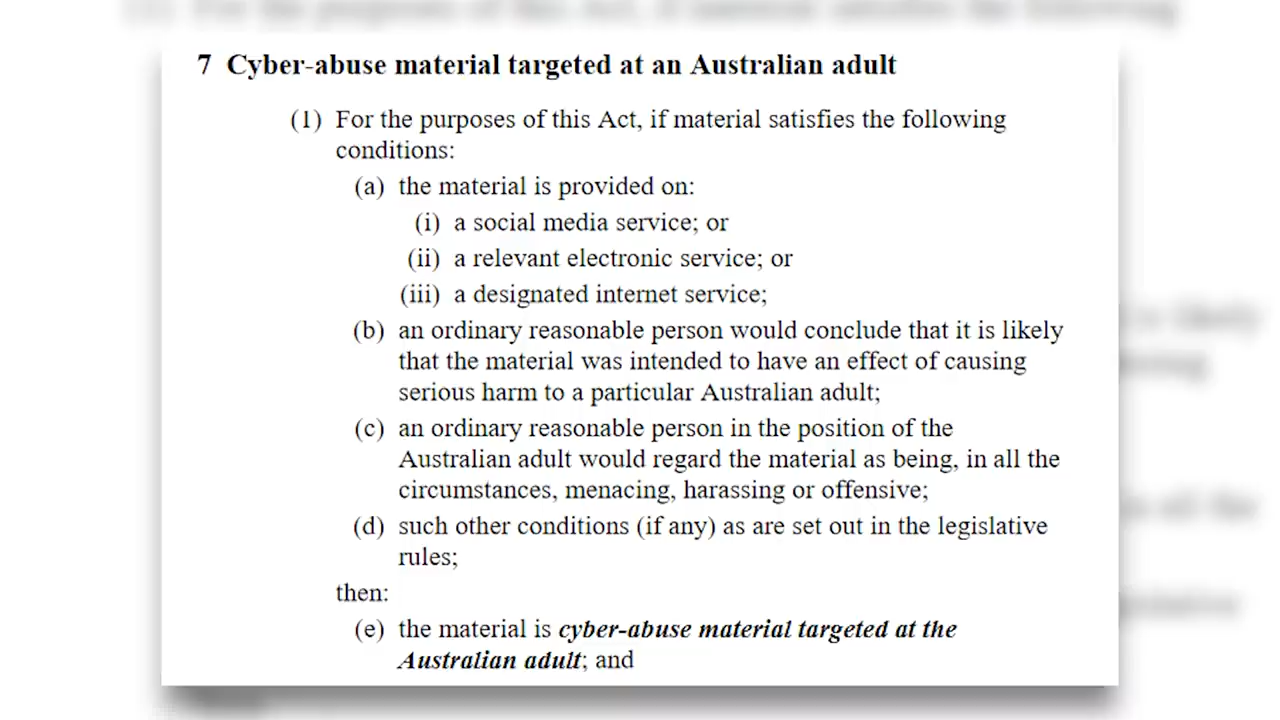 7 Cyber-abuse material targeted at an Australian adult
(1) For the purposes of this Act, if material satisfies the following
conditions:
(a) the material is provided on:
(i) a social media service; or
(ii) a relevant electronic service; or
(iii) a designated internet service;
(b) an ordinary reasonable person would conclude that it is likely
that the material was intended to have an effect of causing
serious harm to a particular Australian adult;
(c) an ordinary reasonable person in the position of the
Australian adult would regard the material as being, in all the
circumstances, menacing, harassing or offensive;
(d) such other conditions (if any) as are set out in the legislative
rules;
then:
(e) the material is cyber-abuse material targeted at the
Australian adult; and